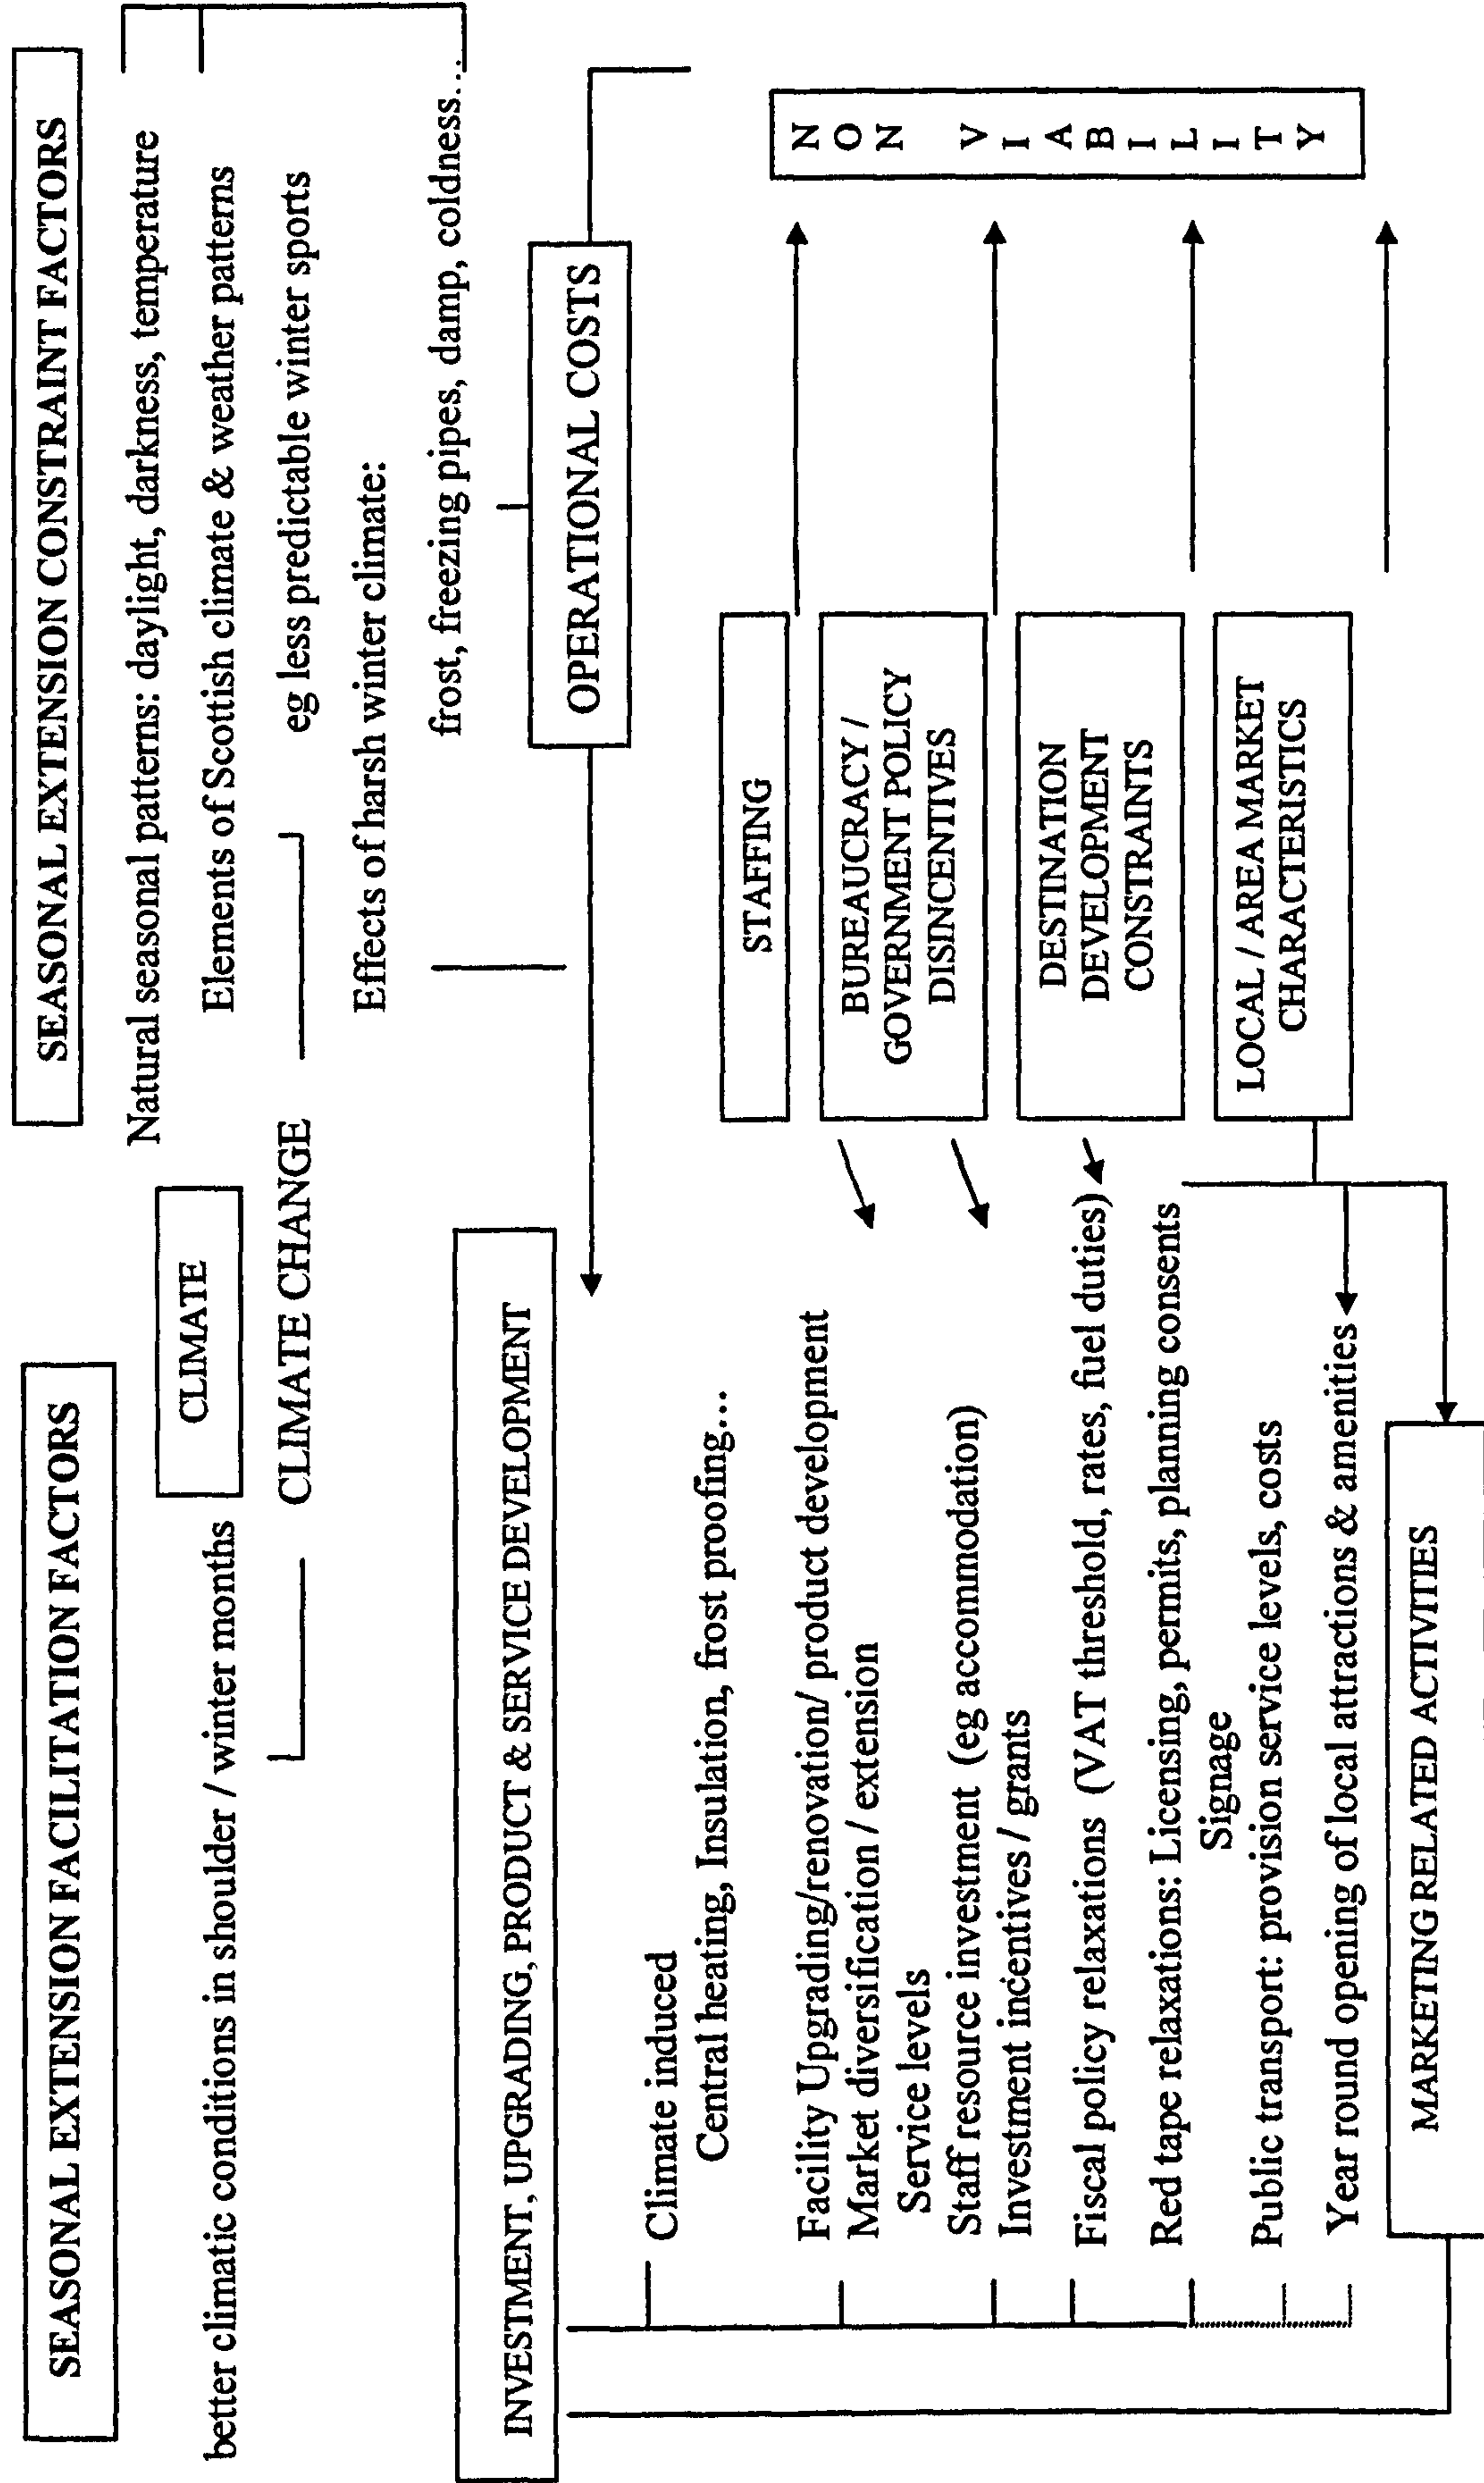 SEASONAL EXTENSION FACILITATION FACTORS
SEASONAL EXTENSION CONSTRAINT FACTORS
CLIMATE
better climatic conditions in shoulder / winter months
CLIMATE CHANGE
Natural seasonal patterns: daylight, darkness, temperature
Elements of Scottish climate & weather patterns
eg less predictable winter sports
Effects of harsh winter climate:
frost, freezing pipes, damp, coldness...
INVESTMENT, UPGRADING, PRODUCT & SERVICE DEVELOPMENT
OPERATIONAL COSTS
Climate induced
Central heating, Insulation, frost proofing...
Facility Upgrading/renovation/ product development
Market diversification / extension
Service levels
Staff resource investment (eg accommodation)
Investment incentives / grants
Fiscal policy relaxations (VAT threshold, rates, fuel duties)
Red tape relaxations: Licensing, permits, planning consents
Signage
Public transport: provision service levels, costs
Year round opening of local attractions & amenities
MARKETING RELATED ACTIVITIES
STAFFING
BUREAUCRACY /
GOVERNMENT POLICY
DISINCENTIVES
DESTINATION
DEVELOPMENT
CONSTRAINTS
LOCAL / AREA MARKET
CHARACTERISTICS
NON VIABILITY